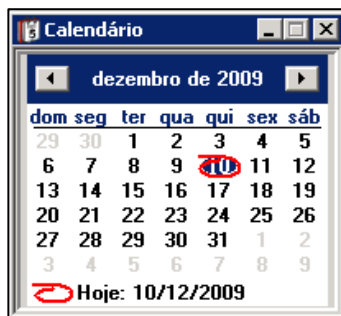 Calendário
dezembro de 2009
dom seg ter qua qui sex sáb
29 30 1 2 3 4 5
6 7 8 9 10 11 12
13 14 15 16 17 18 19
20 21 22 23 24 25 26
27 28 29 30 31 1 2
3 4 5 6 7 8 9
Hoje: 10/12/2009